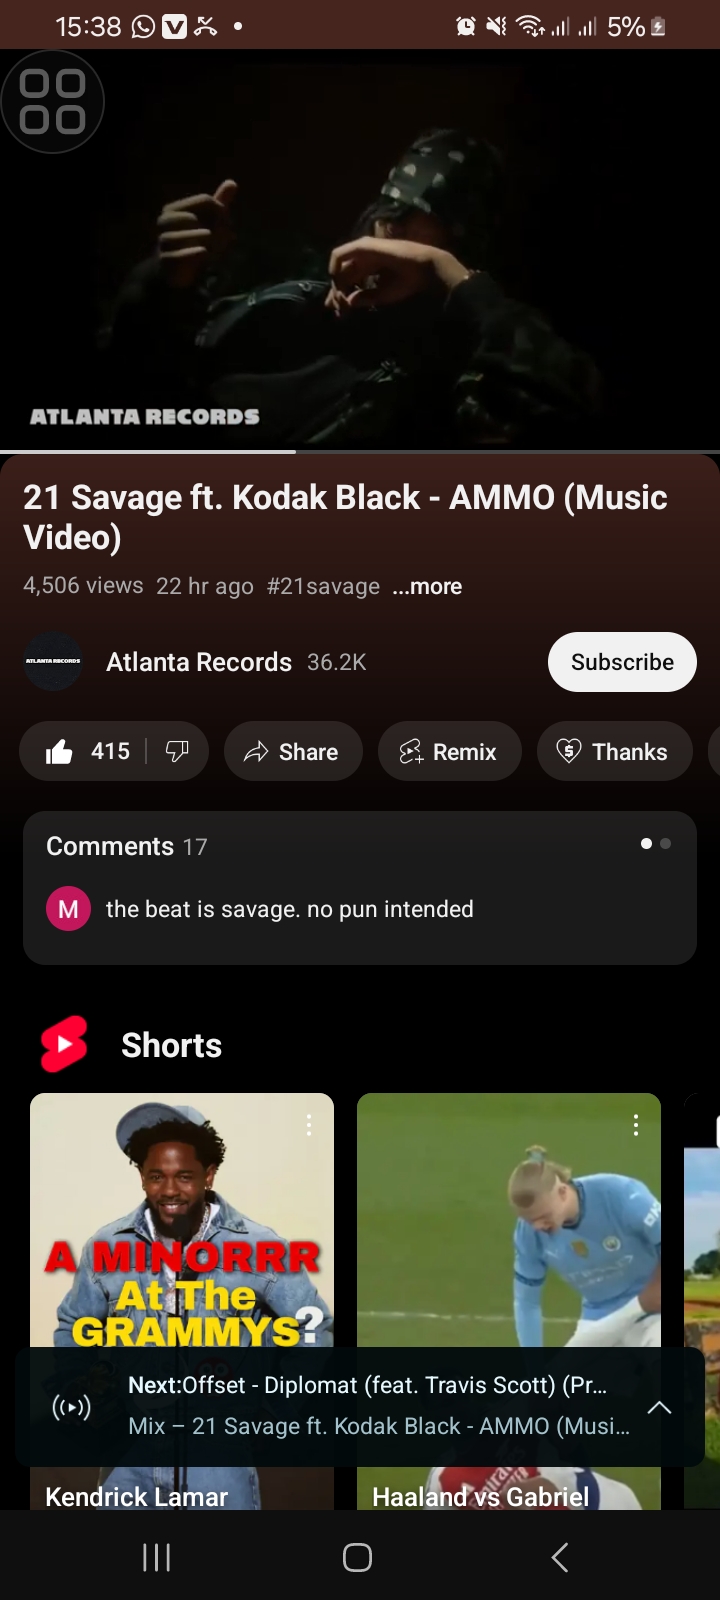 15:38
5%
ATLANTA RECORDS
21 Savage ft. Kodak Black - AMMO (Music
Video)
4,506 views 22 hr ago #21savage ...more
ATLANTA RECORDS
Atlanta Records 36.2K
Subscribe
415
Share
Remix
Thanks
Comments 17
M
the beat is savage. no pun intended
Shorts
A MINORRR
At The
GRAMMYS?
Next:Offset - Diplomat (feat. Travis Scott) (Pr...
Mix – 21 Savage ft. Kodak Black - AMMO (Musi...
Kendrick Lamar
Haaland vs Gabriel